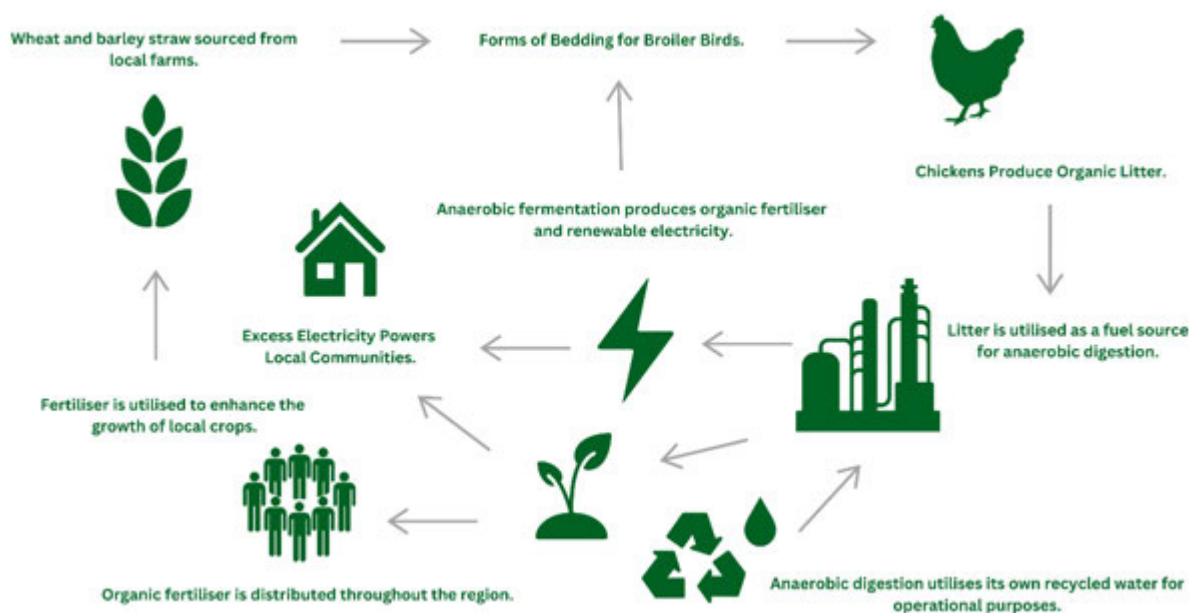 Wheat and barley straw sourced from
local farms.
Forms of Bedding for Broiler Birds.
Chickens Produce Organic Litter.
Anaerobic fermentation produces organic fertiliser
and renewable electricity.
Litter is utilised as a fuel source
for anaerobic digestion.
Excess Electricity Powers
Local Communities.
Fertiliser is utilised to enhance the
growth of local crops.
Organic fertiliser is distributed throughout the region.
Anaerobic digestion utilises its own recycled water for
operational purposes.